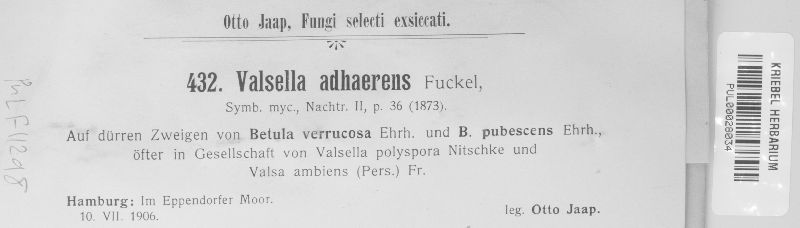 Otto Jaap, Fungi selecti exsiccati.
432. Valsella adhaerens Fuckel,
Symb. myc., Nachtr. II, p. 36 (1873).
Auf dürren Zweigen von Betula verrucosa Ehrh. und B. pubescens Ehrh.,
öfter in Gesellschaft von Valsella polyspora Nitschke und
Valsa ambiens (Pers.) Fr.
Hamburg: Im Eppendorfer Moor.
10. VII. 1906.
leg. Otto Jaap.
PULF11298
KRIEBEL HERBARIUM
PUL00028034